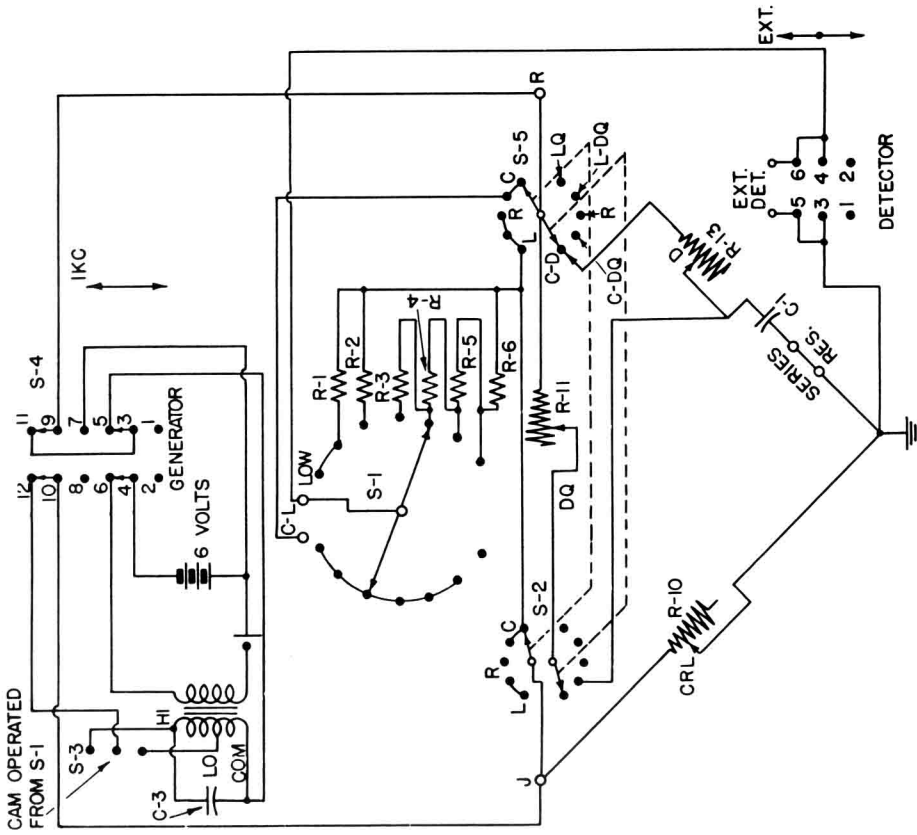 CAM OPERATED
FROM S-1
S-3
C-3
HI
LO
COM
6 VOLTS
12
10
8
6
4
2
GENERATOR
11
9
7
5
3
1
S-4
1KC
C-L
LOW
S-1
R-1
R-2
R-3
R-4
R-5
R-6
R
L
R
C
S-5
C-D
LQ
L-DQ
R
C-DQ
R-11
DQ
L
R
C
S-2
J
CRL
R-10
D
R-13
C-1
SERIES
RES.
EXT.
DET.
5
6
3
4
1
2
DETECTOR
EXT.